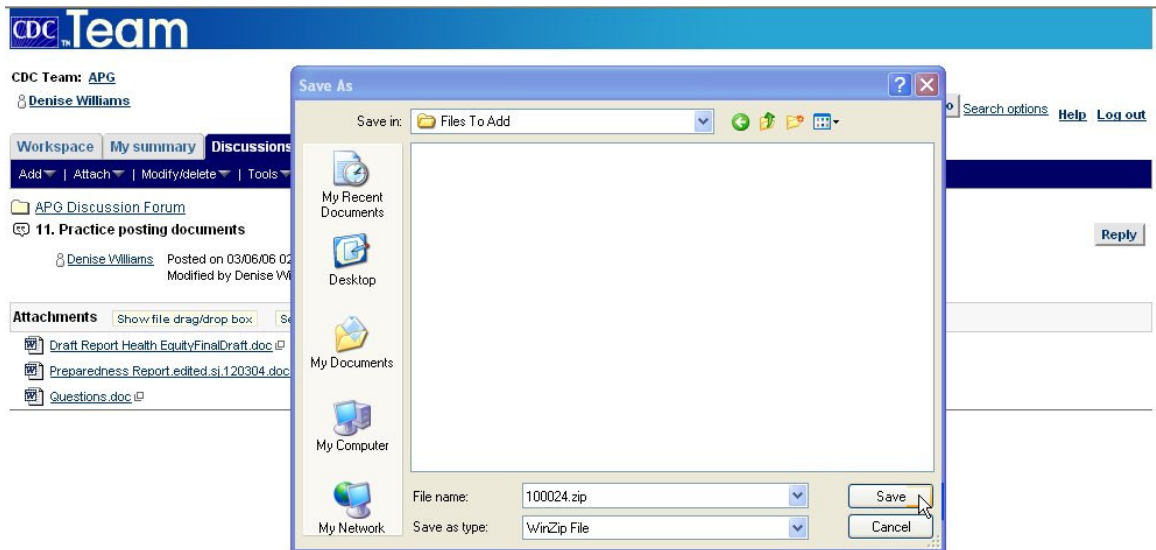 CDC TM Team
CDC Team: APG
Denise Williams
Search options Help Log out
Workspace My summary Discussions
Add | Attach | Modify/delete | Tools
APG Discussion Forum
11. Practice posting documents
Reply
Denise Williams Posted on 03/06/06 02
Modified by Denise Wi
Attachments Show file drag/drop box Se
Draft Report Health EquityFinalDraft.doc
Preparedness Report.edited.sj.120304.doc
Questions.doc
Save As
Save in: Files To Add
My Recent
Documents
Desktop
My Documents
My Computer
My Network
File name: 100024.zip Save
Save as type: WinZip File Cancel